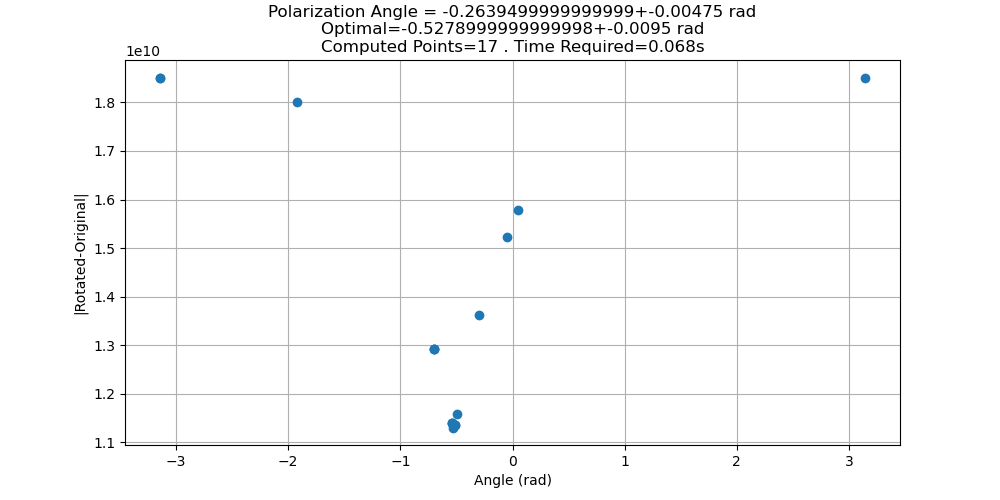 Polarization Angle = -0.2639499999999999+-0.00475 rad
Optimal=-0.5278999999999998+-0.0095 rad
Computed Points=17 . Time Required=0.068s
1e10
1.8
1.7
1.6
1.5
1.4
1.3
1.2
1.1
|Rotated-Original|
−3 −2 −1 0 1 2 3
Angle (rad)